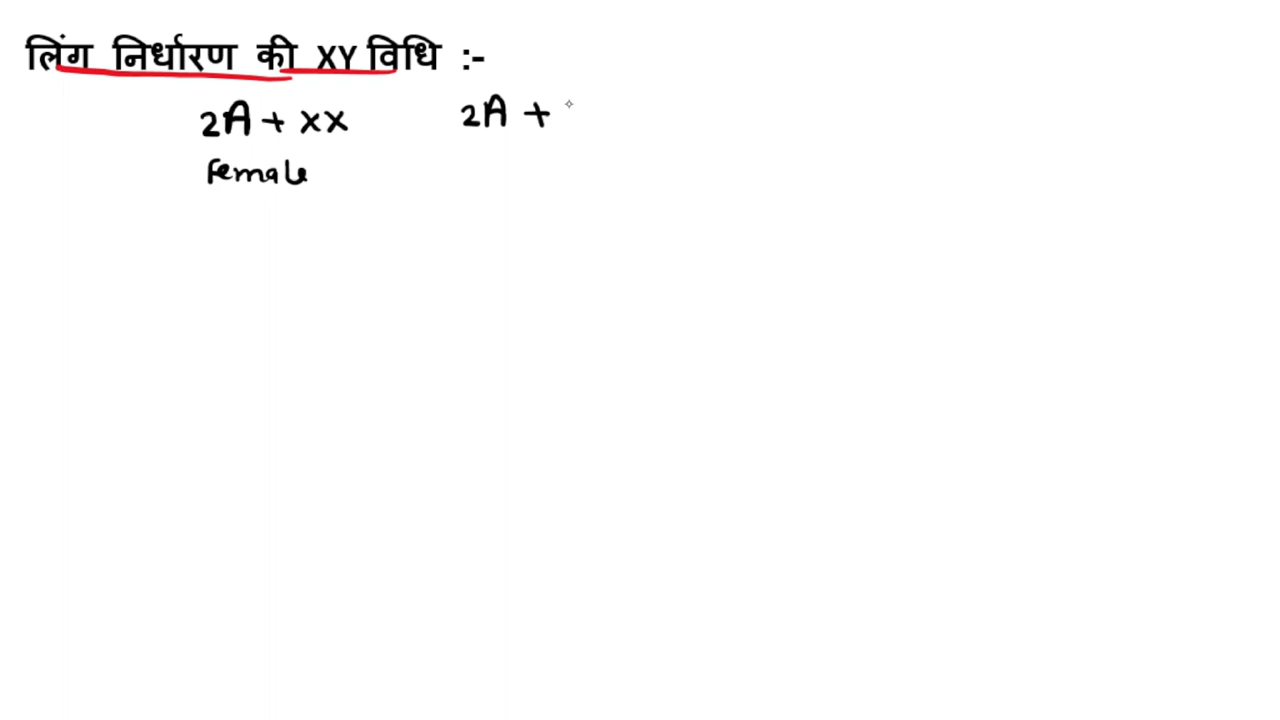 लिंग निर्धारण की XY विधि :-
2A + XX 2A +
Female